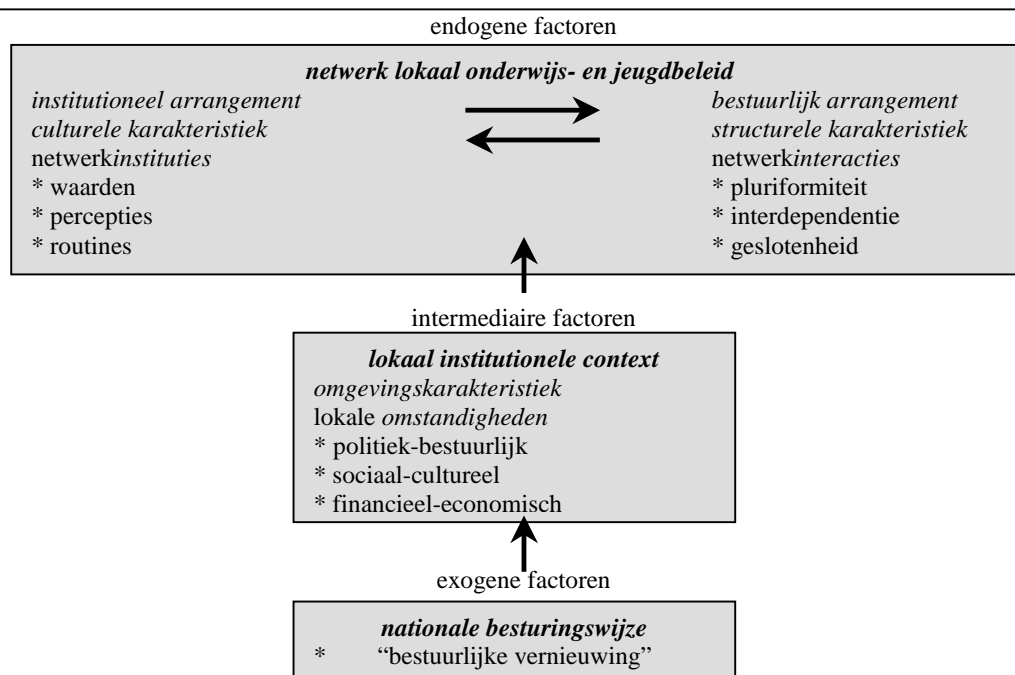 endogene factoren
netwerk lokaal onderwijs- en jeugdbeleid
institutioneel arrangement
culturele karakteristiek
netwerkinstituties
* waarden
* percepties
* routines
bestuurlijk arrangement
structurele karakteristiek
netwerkinteracties
* pluriformiteit
* interdependentie
* geslotenheid
intermediaire factoren
lokaal institutionele context
omgevingskarakteristiek
lokale omstandigheden
* politiek-bestuurlijk
* sociaal-cultureel
* financieel-economisch
exogene factoren
nationale besturingswijze
* “bestuurlijke vernieuwing”